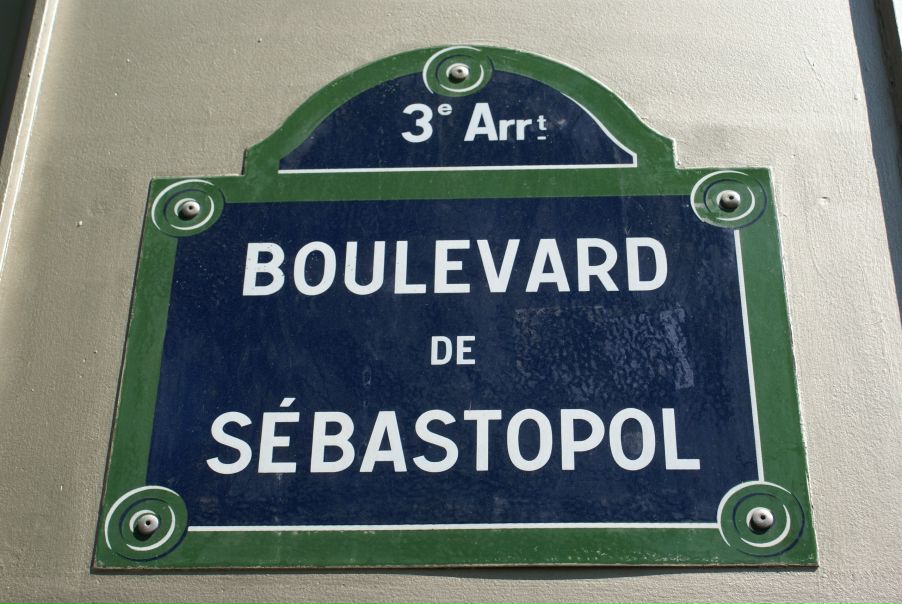 3e Arrt
BOULEVARD
DE
SÉBASTOPOL